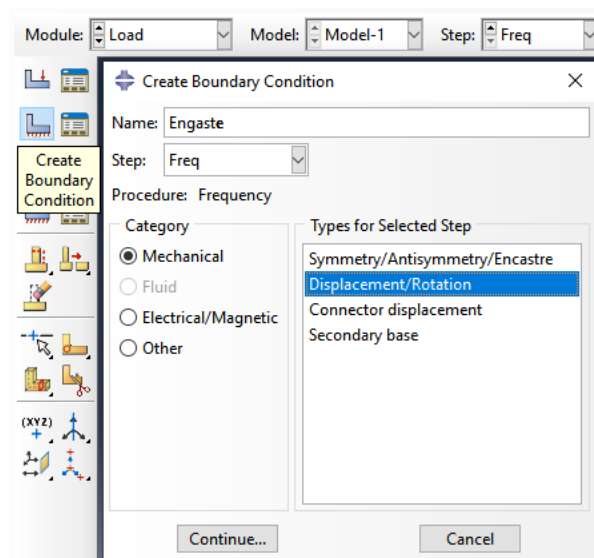 Module: Load Model: Model-1 Step: Freq
Create Boundary Condition
Name: Engaste
Create
Boundary
Condition
Step: Freq
Procedure: Frequency
Category
Mechanical
Fluid
Electrical/Magnetic
Other
Types for Selected Step
Symmetry/Antisymmetry/Encastre
Displacement/Rotation
Connector displacement
Secondary base
(XYZ)
Continue... Cancel